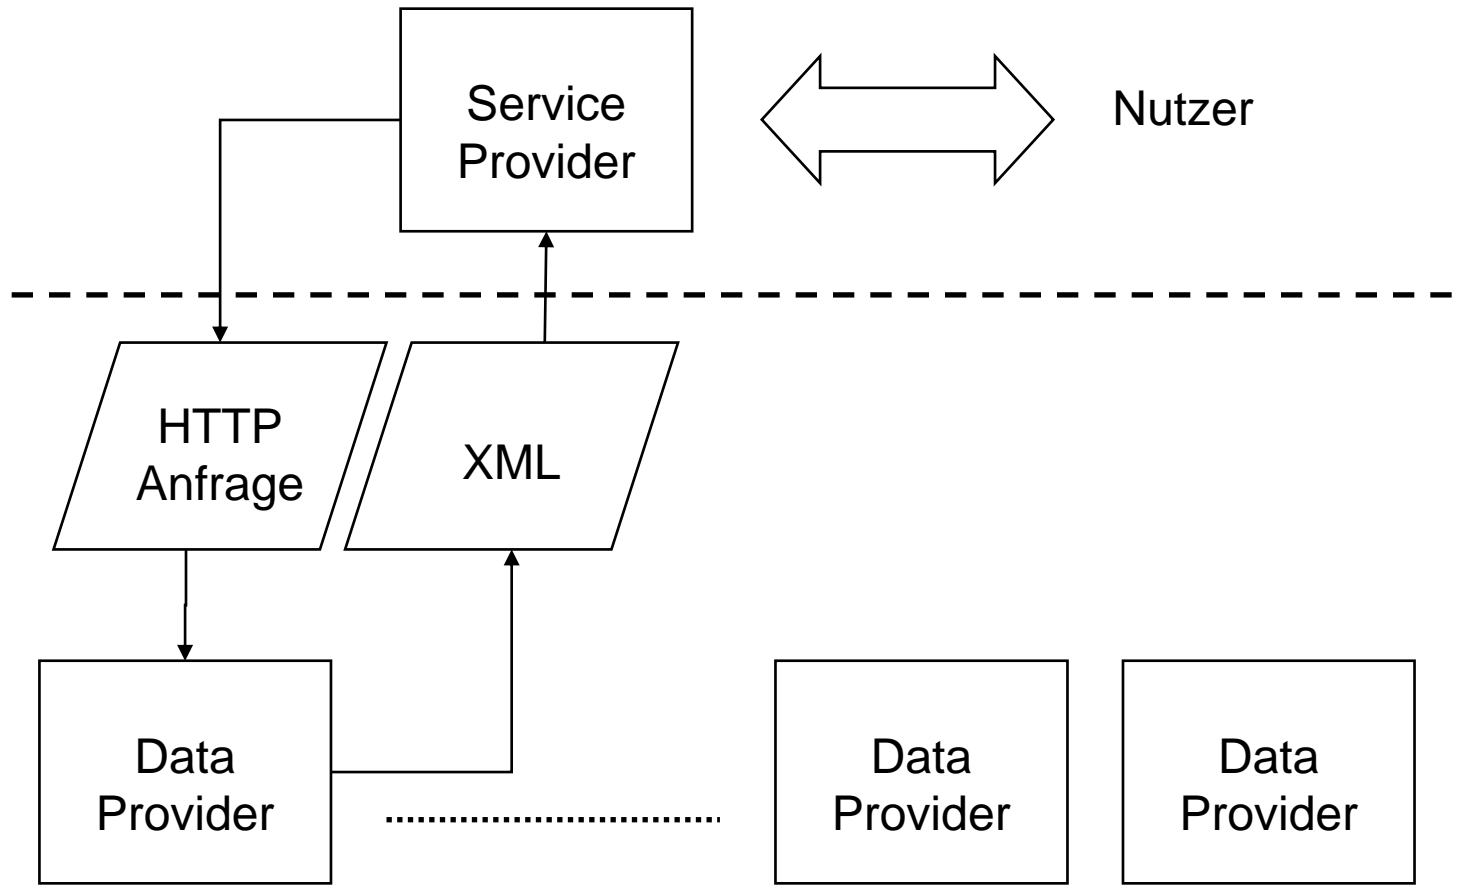 Service
Provider
Nutzer
HTTP
Anfrage
XML
Data
Provider
Data
Provider
Data
Provider